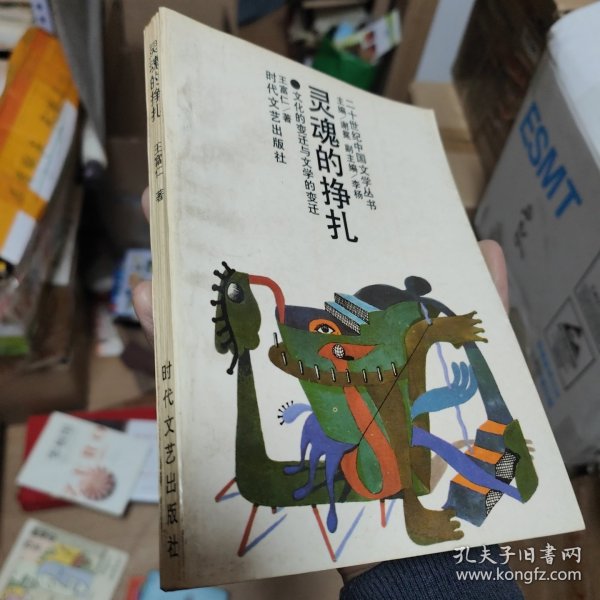 二十世纪中国文学丛书
主编 谢冕 副主编 李杨
灵魂的挣扎
●文化的变迁与文学的变迁
王富仁/著
时代文艺出版社
灵魂的挣扎
王富仁 著
时代文艺出版社
ESMT
孔夫子旧书网
www.kongfz.com